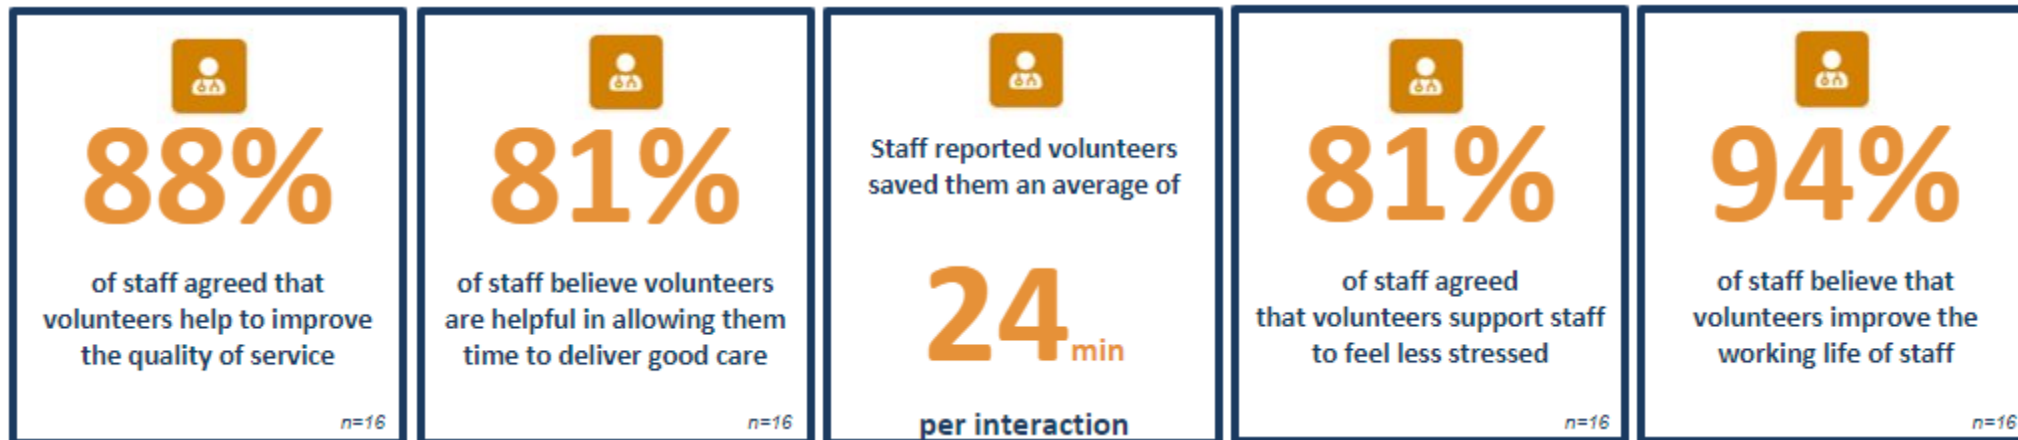 88%
of staff agreed that
volunteers help to improve
the quality of service
n=16
81%
of staff believe volunteers
are helpful in allowing them
time to deliver good care
n=16
Staff reported volunteers
saved them an average of
24 min
per interaction
81%
of staff agreed
that volunteers support staff
to feel less stressed
n=16
94%
of staff believe that
volunteers improve the
working life of staff
n=16